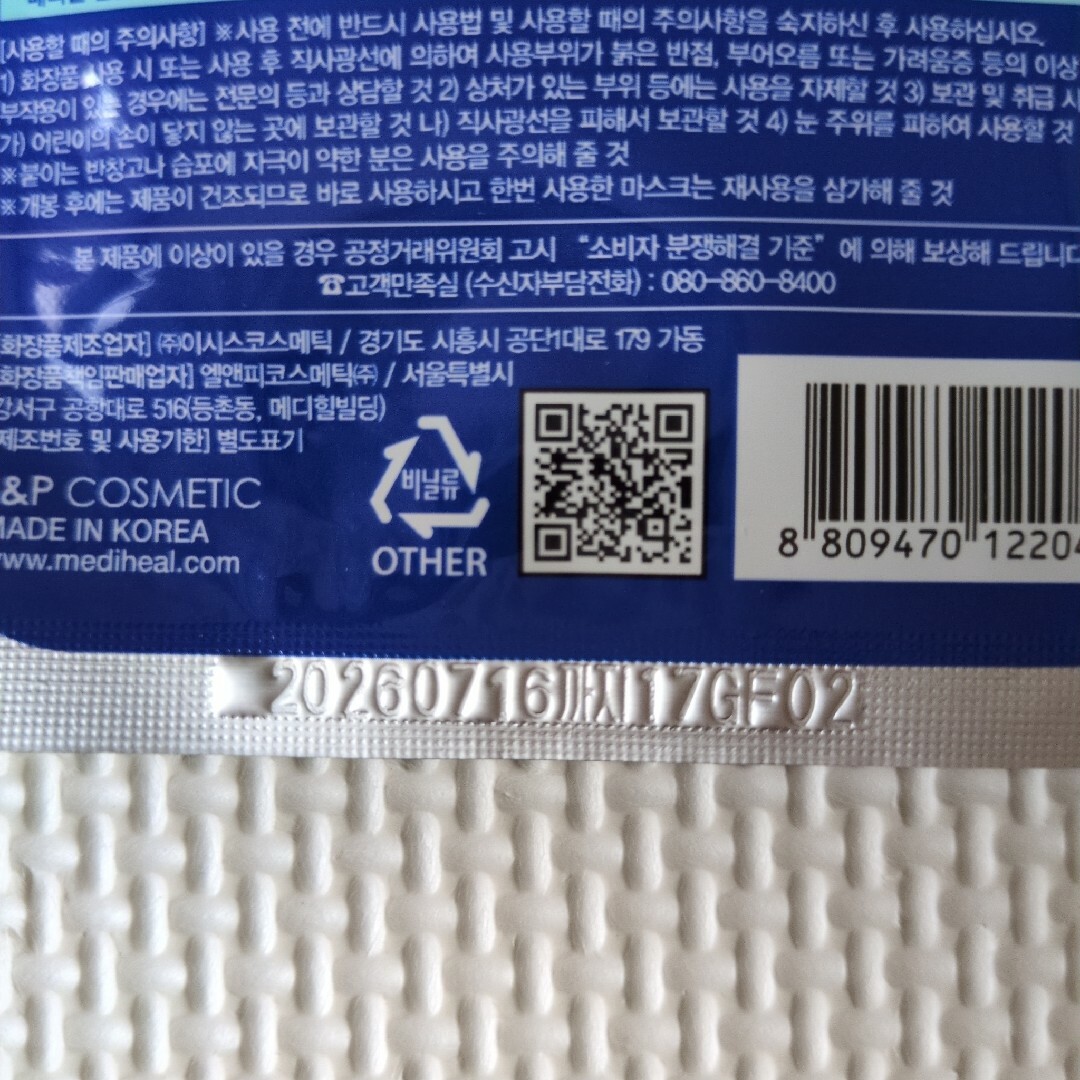 [사용할 때의 주의사항] ※사용 전에 반드시 사용법 및 사용할 때의 주의사항을 숙지하신 후 사용하십시오.
1) 화장품 사용 시 또는 사용 후 직사광선에 의하여 사용부위가 붉은 반점, 부어오름 또는 가려움증 등의 이상
부작용이 있는 경우에는 전문의 등과 상담할 것 2) 상처가 있는 부위 등에는 사용을 자제할 것 3) 보관 및 취급 시
가) 어린이의 손이 닿지 않는 곳에 보관할 것 나) 직사광선을 피해서 보관할 것 4) 눈 주위를 피하여 사용할 것
※붙이는 반창고나 습포에 자극이 약한 분은 사용을 주의해 줄 것
※개봉 후에는 제품이 건조되므로 바로 사용하시고 한번 사용한 마스크는 재사용을 삼가해 줄 것
본 제품에 이상이 있을 경우 공정거래위원회 고시 “소비자 분쟁해결 기준”에 의해 보상해 드립니다
☎고객만족실 (수신자부담전화) : 080-860-8400
화장품제조업자] ㈜이시스코스메틱 / 경기도 시흥시 공단1대로 179 가동
화장품책임판매업자] 엘앤피코스메틱㈜ / 서울특별시
강서구 공항대로 516(등촌동, 메디힐빌딩)
제조번호 및 사용기한] 별도표기
&P COSMETIC
MADE IN KOREA
www.mediheal.com
비닐류
OTHER
8 809470 12204
20260716까지17GF02